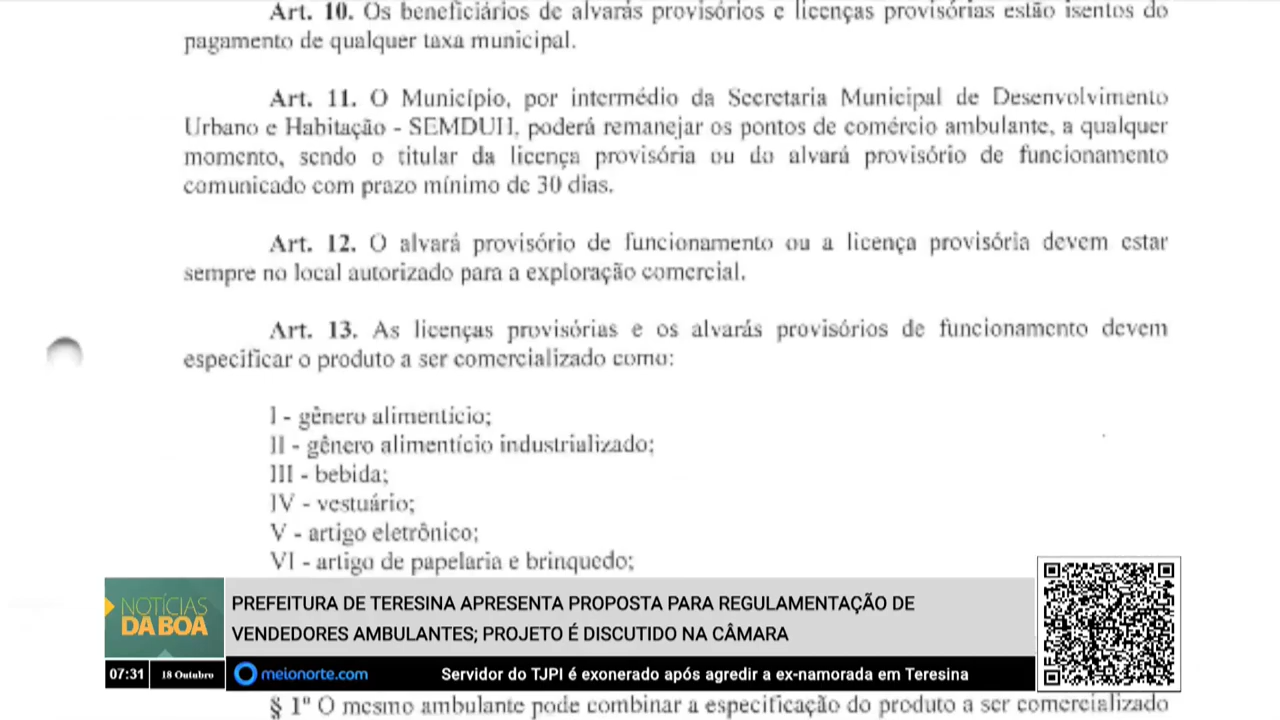 Art. 10. Os beneficiários de alvarás provisórios e licenças provisórias estão isentos do
pagamento de qualquer taxa municipal.
Art. 11. O Município, por intermédio da Secretaria Municipal de Desenvolvimento
Urbano e Habitação - SEMDUH, poderá remanejar os pontos de comércio ambulante, a qualquer
momento, sendo o titular da licença provisória ou do alvará provisório de funcionamento
comunicado com prazo mínimo de 30 dias.
Art. 12. O alvará provisório de funcionamento ou a licença provisória devem estar
sempre no local autorizado para a exploração comercial.
Art. 13. As licenças provisórias e os alvarás provisórios de funcionamento devem
especificar o produto a ser comercializado como:
I - gênero alimentício;
II - gênero alimentício industrializado;
III - bebida;
IV - vestuário;
V - artigo eletrônico;
VI - artigo de papelaria e brinquedo;
NOTÍCIAS
DA BOA
PREFEITURA DE TERESINA APRESENTA PROPOSTA PARA REGULAMENTAÇÃO DE
VENDEDORES AMBULANTES; PROJETO É DISCUTIDO NA CÂMARA
07:31 18 Outubro meionorte.com Servidor do TJPI é exonerado após agredir a ex-namorada em Teresina
§ 1º O mesmo ambulante pode combinar a especificação do produto a ser comercializado